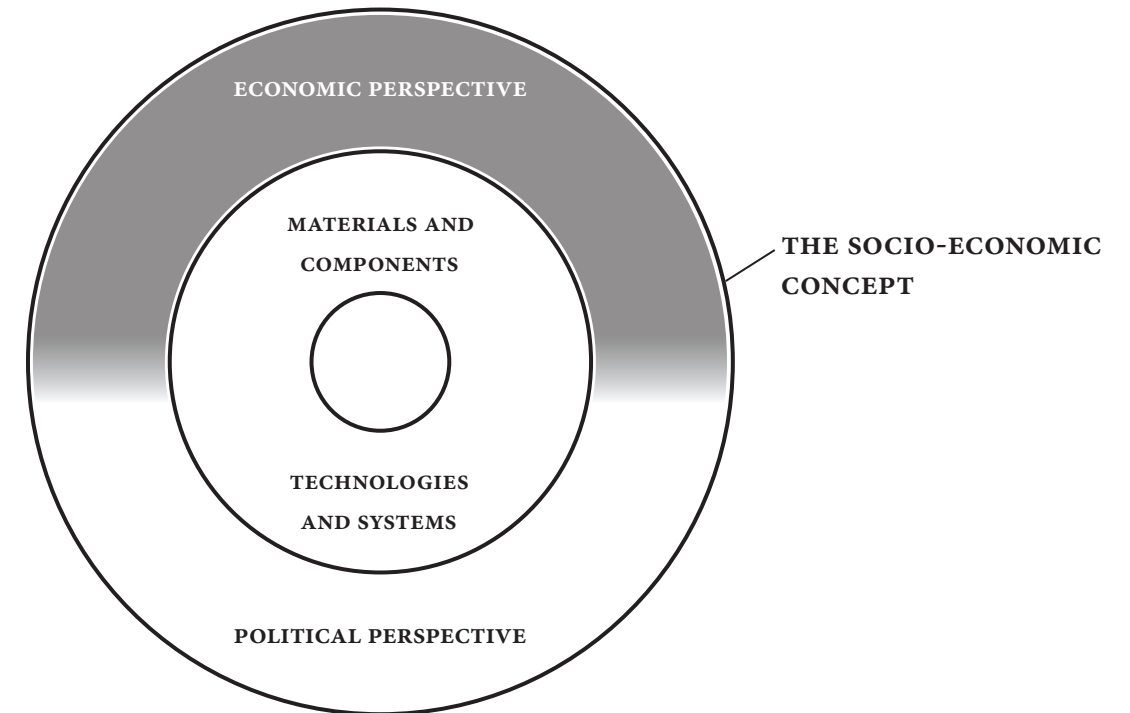 ECONOMIC PERSPECTIVE
MATERIALS AND
COMPONENTS
THE SOCIO-ECONOMIC
CONCEPT
TECHNOLOGIES
AND SYSTEMS
POLITICAL PERSPECTIVE